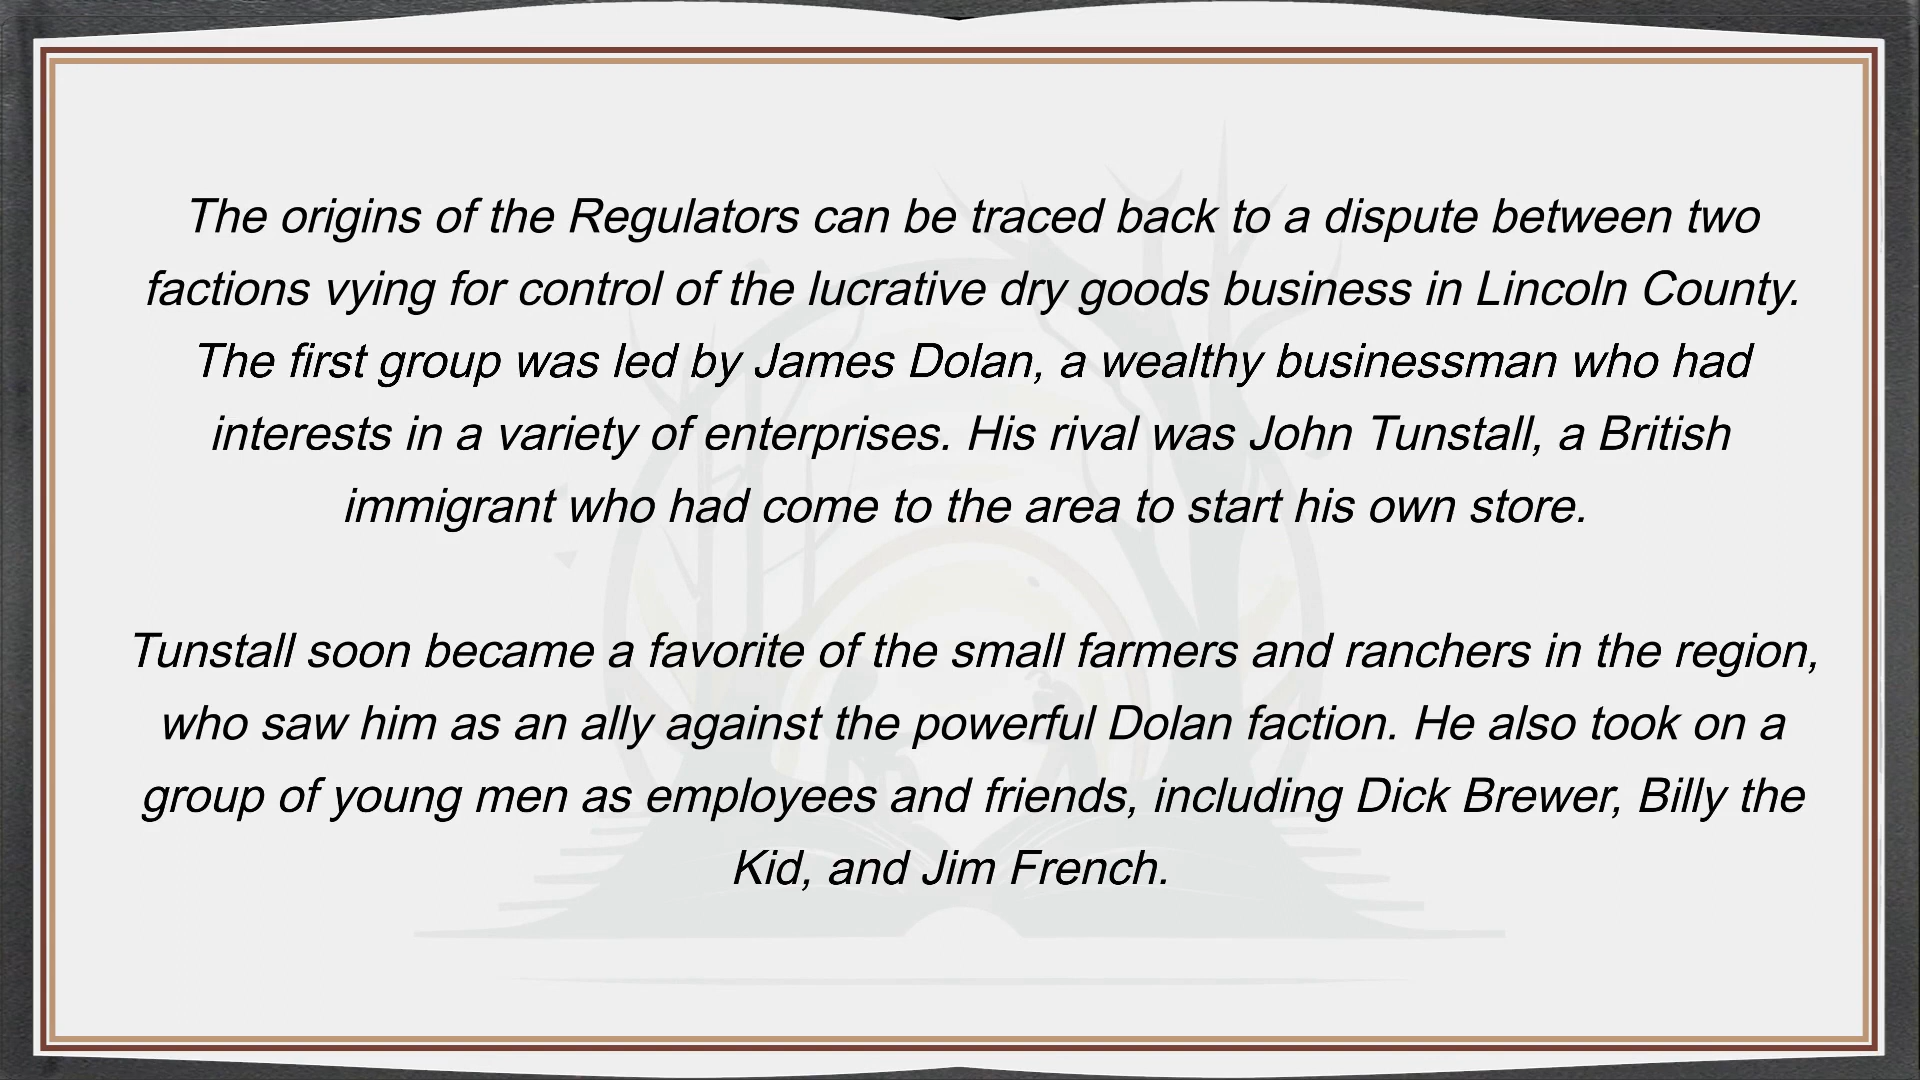 The origins of the Regulators can be traced back to a dispute between two
factions vying for control of the lucrative dry goods business in Lincoln County.
The first group was led by James Dolan, a wealthy businessman who had
interests in a variety of enterprises. His rival was John Tunstall, a British
immigrant who had come to the area to start his own store.
Tunstall soon became a favorite of the small farmers and ranchers in the region,
who saw him as an ally against the powerful Dolan faction. He also took on a
group of young men as employees and friends, including Dick Brewer, Billy the
Kid, and Jim French.